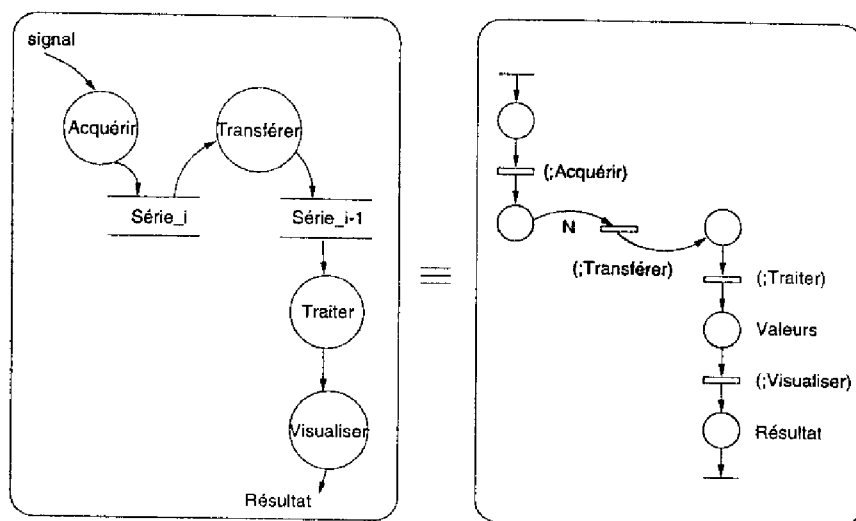 signal
Acquérir
Transférer
Série_i
Série_i-1
Traiter
Visualiser
Résultat
(;Acquérir)
N
(;Transférer)
(;Traiter)
Valeurs
(;Visualiser)
Résultat